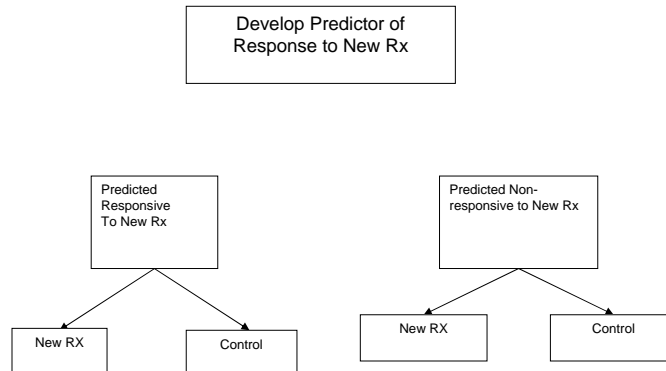 Develop Predictor of
Response to New Rx
Predicted
Responsive
To New Rx
Predicted Non-
responsive to New Rx
New RX
Control
New RX
Control